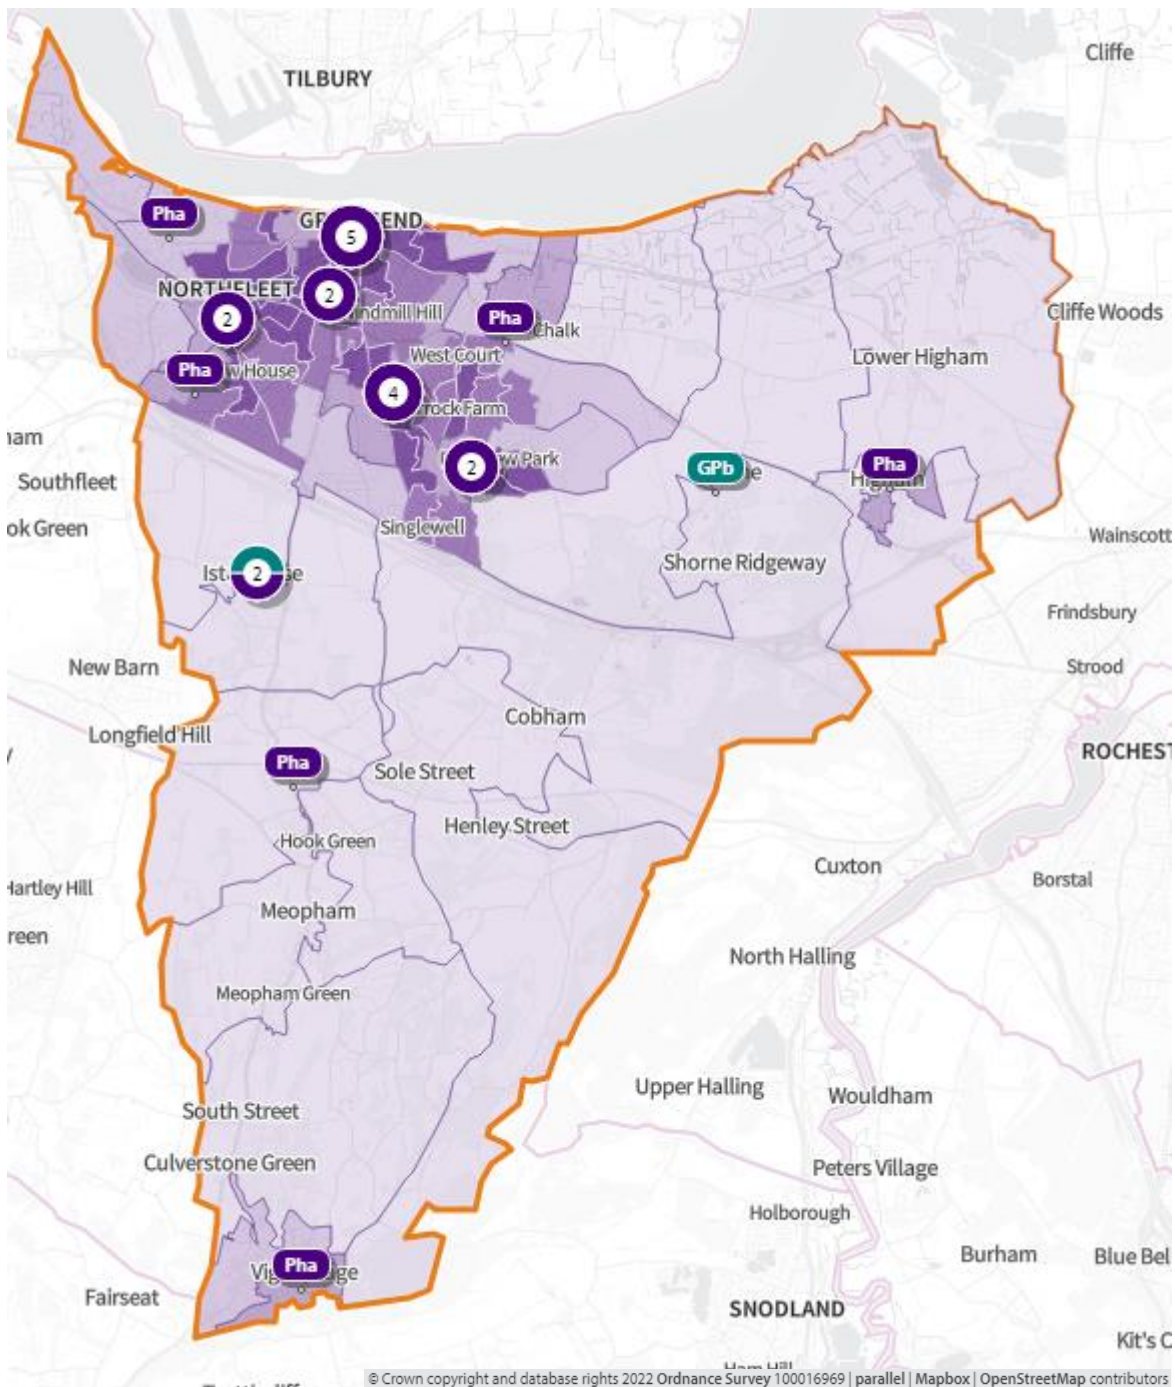 Cliffe
TILBURY
Pha
5
NORTHFLEET
2
2
Pha
Chalk
Cliffe Woods
West Court
Lower Higham
Pha
4
2
GPb
Pha
Southfleet
ok Green
Singlewell
Wainscott
Shorne Ridgeway
2
Frindsbury
New Barn
Strood
Cobham
Longfield Hill
ROCHEST
Pha
Sole Street
Henley Street
Hook Green
Cuxton
Borstal
Hartley Hill
Meopham
reen
North Halling
Meopham Green
Upper Halling
Wouldham
South Street
Culverstone Green
Peters Village
Holborough
Burham
Blue Bel
Pha
Fairseat
SNODLAND
Kit's C
© Crown copyright and database rights 2022 Ordnance Survey 100016969 | parallel | Mapbox | OpenStreetMap contributors